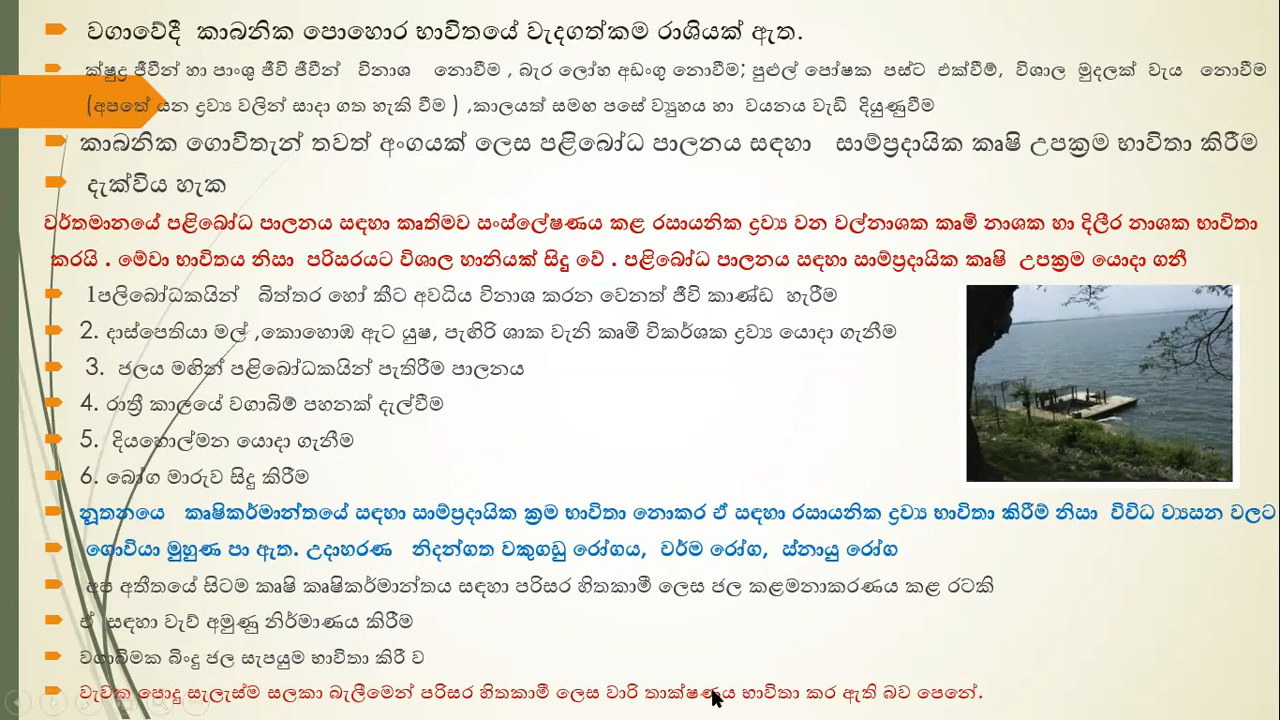 වගාවේදී කාබනික පොහොර භාවිතයේ වැදගත්කම රාශියක් ඇත.
ක්ෂුද්‍ර ජීවීන් හා පාංශු ජීවි ජීවීන් විනාශ නොවීම , බැර ලෝහ අඩංගු නොවීම; පුළුල් පෝෂක පස්ට එක්වීම්, විශාල මුදලක් වැය නොවීම
(අපතේ යන ද්‍රව්‍ය වලින් සාදා ගත හැකි වීම ) ,කාලයත් සමඟ පසේ ව්‍යුහය හා වයනය වැඩි දියුණුවීම
කාබනික ගොවිතැන් තවත් අංගයක් ලෙස පළිබෝධ පාලනය සඳහා සාම්ප්‍රදායික කෘෂි උපක්‍රම භාවිතා කිරීම
දැක්විය හැක
වර්තමානයේ පළිබෝධ පාලනය සඳහා කෘතිමව සංස්ලේෂණය කළ රසායනික ද්‍රව්‍ය වන වල්නාශක කෘමි නාශක හා දිලීර නාශක භාවිතා
කරයි . මේවා භාවිතය නිසා පරිසරයට විශාල හානියක් සිදු වේ . පළිබෝධ පාලනය සඳහා සාම්ප්‍රදායික කෘෂි උපක්‍රම යොදා ගනී
1පලිබෝධකයින් බිත්තර හෝ කීට අවධිය විනාශ කරන වෙනත් ජීවි කාණ්ඩ හැරීම
2. දාස්පෙතියා මල් ,කොහොඹ ඇට යුෂ, පැඟිරි ශාක වැනි කෘමි විකර්ශක ද්‍රව්‍ය යොදා ගැනීම
3. ජලය මඟින් පළිබෝධකයින් පැතිරීම පාලනය
4. රාත්‍රී කාලයේ වගාබිම් පහනක් දැල්වීම
5. දියහොල්මන යොදා ගැනීම
6. බෝග මාරුව සිදු කිරීම
නූතනයෙ කෘෂිකර්මාන්තයේ සඳහා සාම්ප්‍රදායික ක්‍රම භාවිතා නොකර ඒ සඳහා රසායනික ද්‍රව්‍ය භාවිතා කිරීම් නිසා විවිධ ව්‍යසන වලට
ගොවියා මුහුණ පා ඇත. උදාහරණ නිදන්ගත වකුගඩු රෝගය, චර්ම රෝග, ස්නායු රෝග
අප අතීතයේ සිටම කෘෂි කෘෂිකර්මාන්තය සඳහා පරිසර හිතකාමී ලෙස ජල කළමනාකරණය කළ රටකි
ඒ සඳහා වැව් අමුණු නිර්මාණය කිරීම
වගාබිමක බිංදු ජල සැපයුම භාවිතා කිරී ව
වැවක පොදු සැලැස්ම සලකා බැලීමෙන් පරිසර හිතකාමී ලෙස වාරි තාක්ෂණය භාවිතා කර ඇති බව පෙනේ.